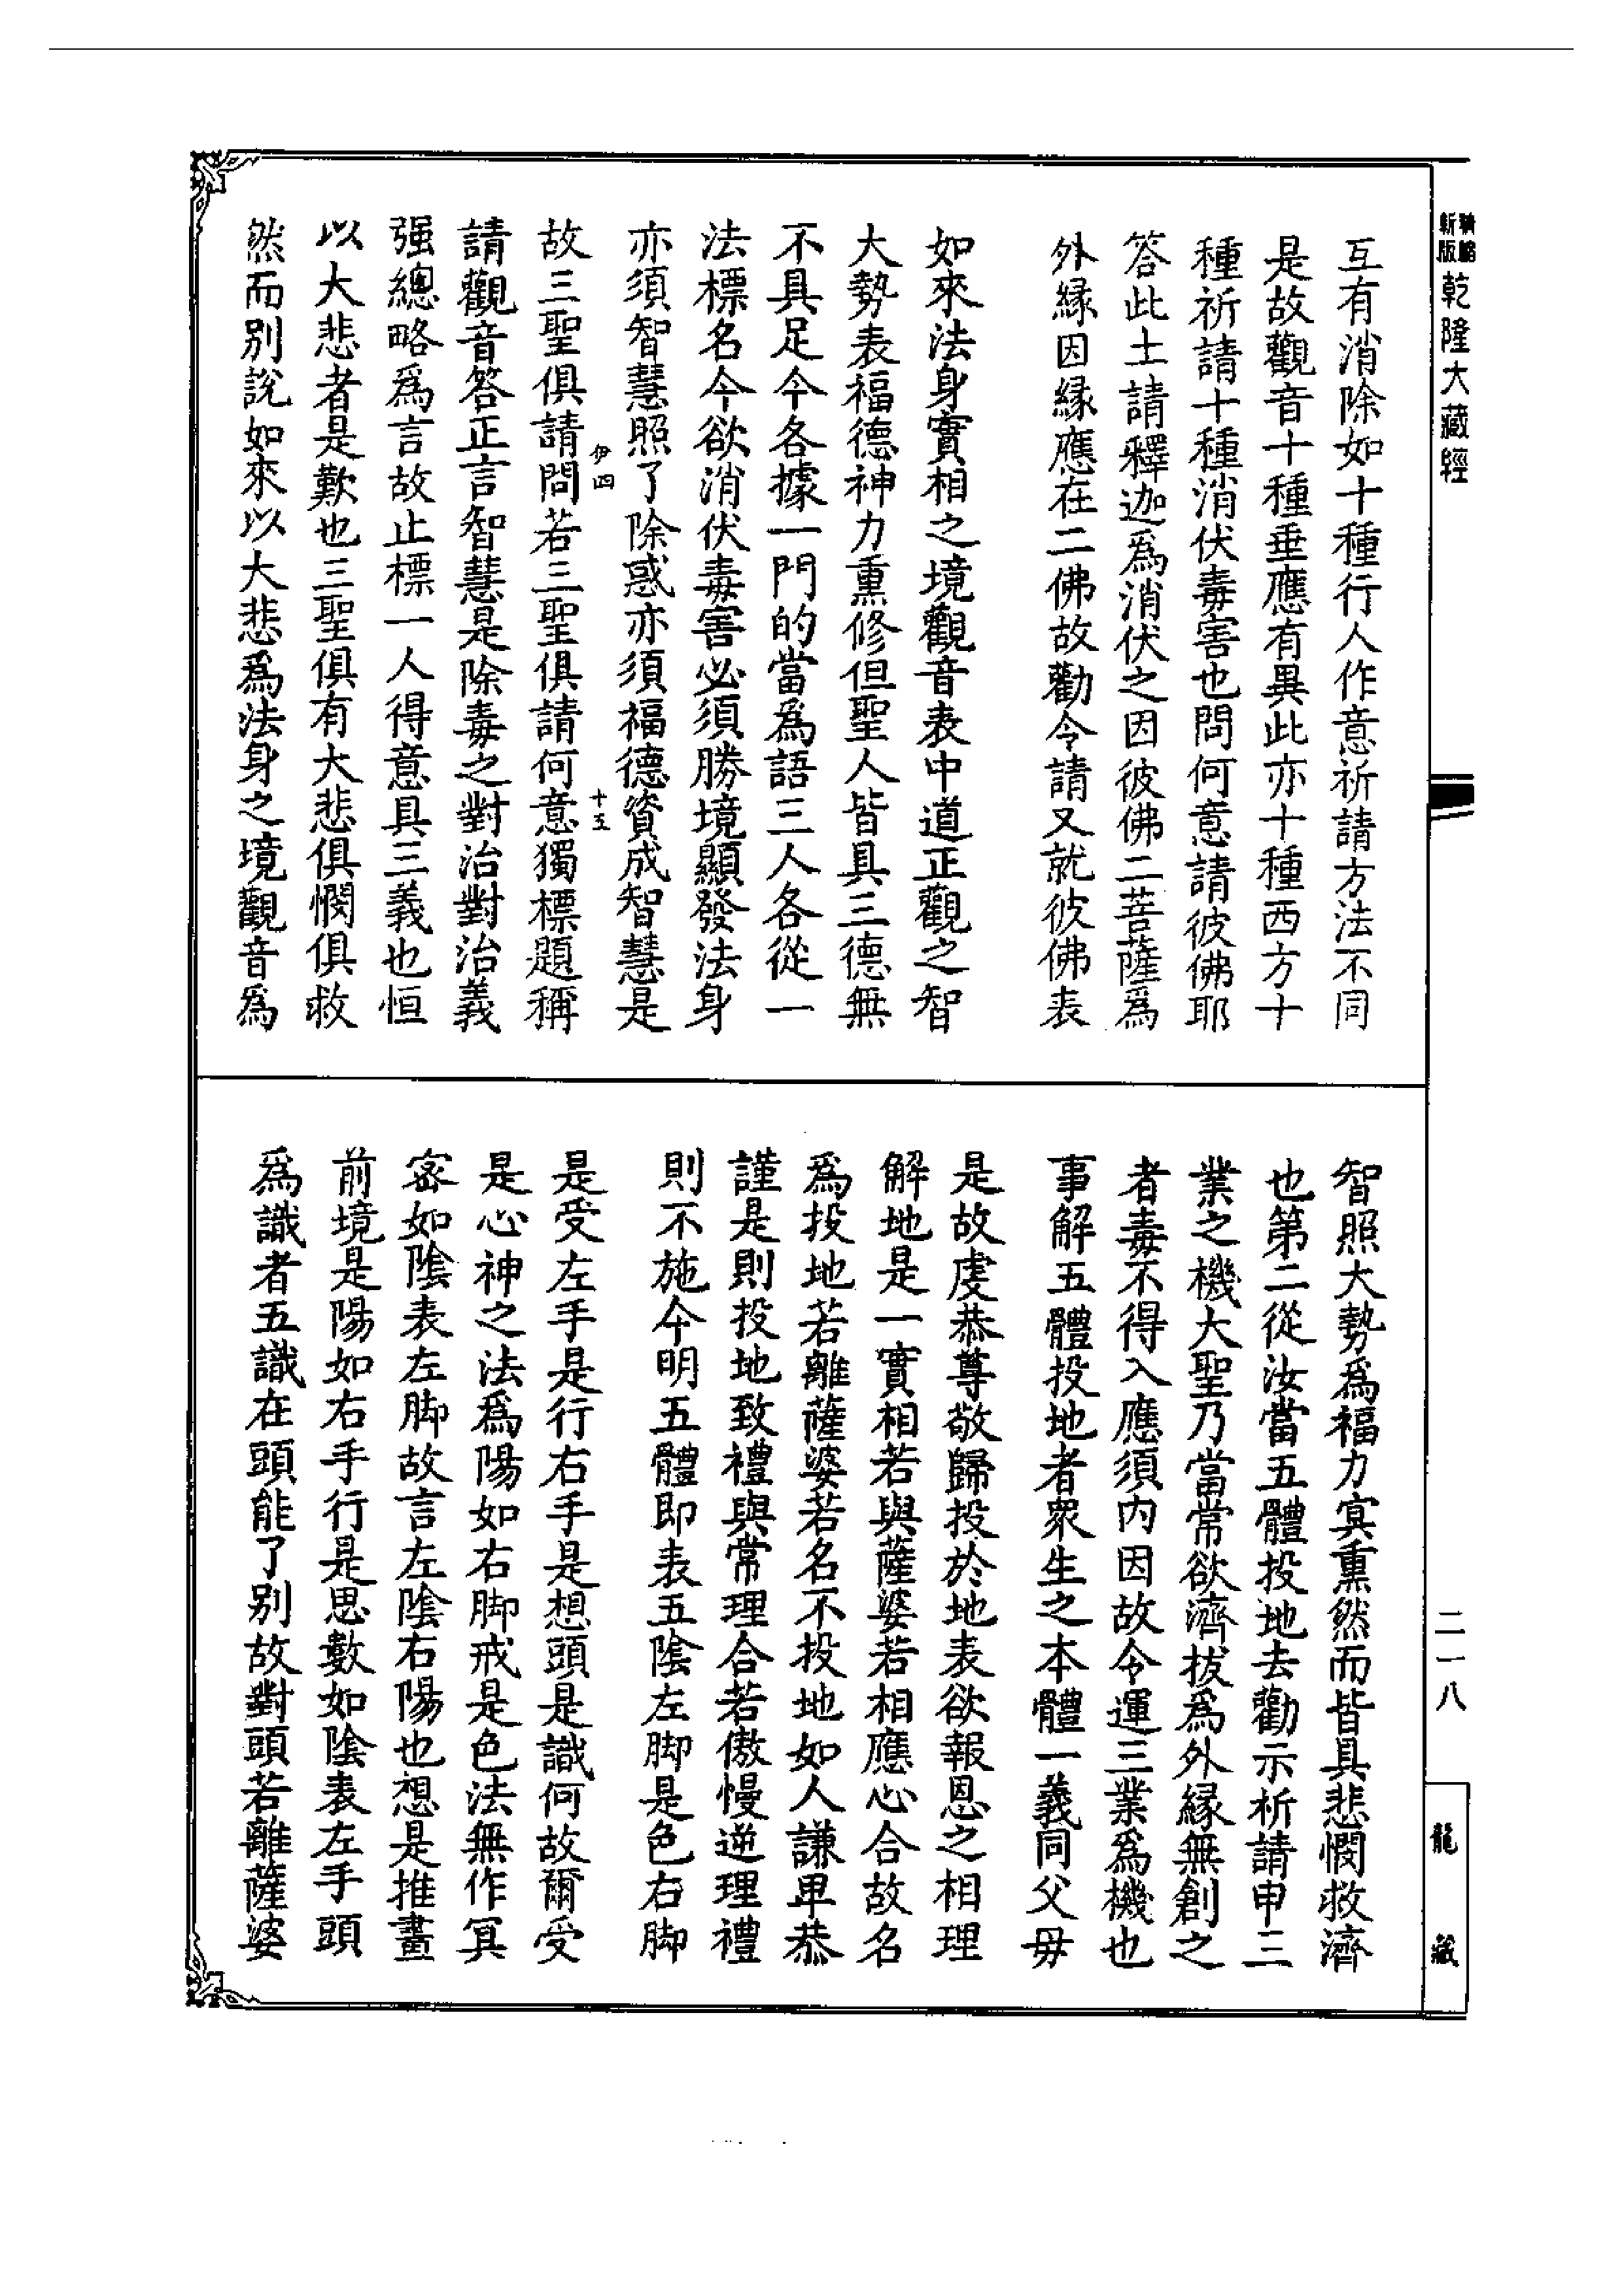 新版
精縮
乾隆大藏經
互有消除如十種行人作意祈請方法不同
是故觀音十種垂應有異此亦十種西方十
種祈請十種消伏毒害也問何意請彼佛耶
答此土請釋迦爲消伏之因彼佛二菩薩爲
外緣因緣應在二佛故勸令請又就彼佛表
如來法身實相之境觀音表中道正觀之智
大勢表福德神力熏修但聖人皆具三德無
不具足今各據一門的當爲語三人各從一
法標名今欲消伏毒害必須勝境顯發法身
亦須智慧照了除惑亦須福德資成智慧是
伊四
十五
故三聖俱請問若三聖俱請何意獨標題稱
請觀音答正言智慧是除毒之對治對治義
强總略爲言故止標一人得意具三義也恒
以大悲者是歎也三聖俱有大悲俱憫俱救
然而別說如來以大悲爲法身之境觀音爲
智照大勢爲福力冥熏然而皆具悲憫救濟
也第二從汝當五體投地去勸示祈請申三
業之機大聖乃當常欲濟拔爲外緣無創之
者毒不得入應須内因故令運三業爲機也
事解五體投地者衆生之本體一義同父毋
是故虔恭尊敬歸投於地表欲報恩之相理
解地是一實相若與薩婆若相應心合故名
爲投地若離薩婆若名不投地如人謙卑恭
謹是則投地致禮與常理合若傲慢逆理禮
則不施今明五體即表五陰左脚是色右脚
是受左手是行右手是想頭是識何故爾受
是心神之法爲陽如右脚戒是色法無作冥
密如陰表左脚故言左陰右陽也想是推畫
前境是陽如右手行是思數如陰表左手頭
爲識者五識在頭能了別故對頭若離薩婆
二一八
龍藏